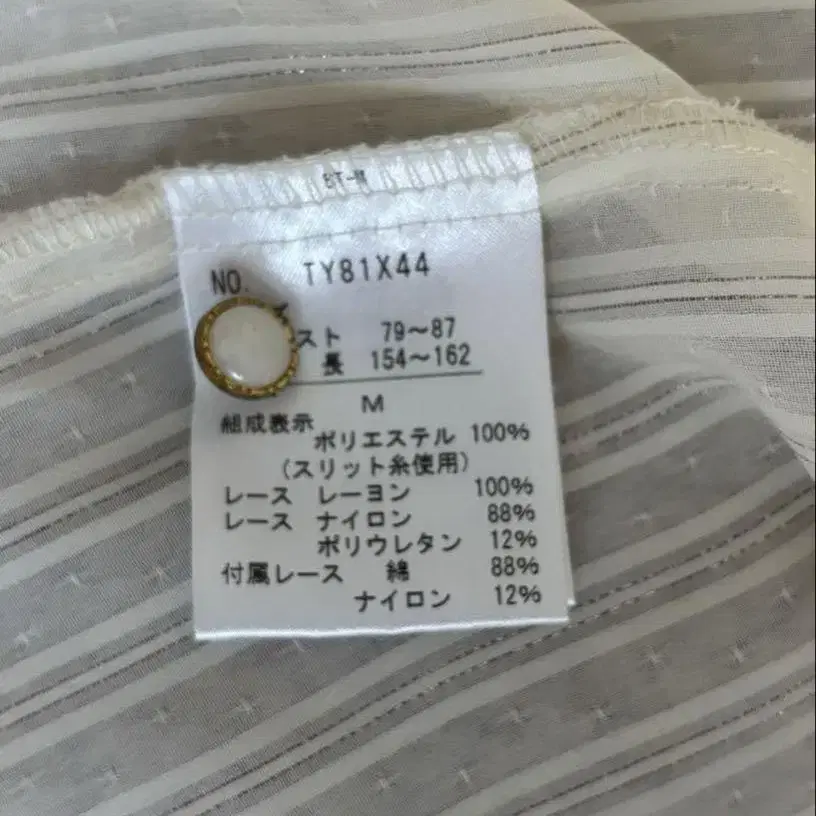 BT-M
NO. TY81X44
スト 79〜87
長 154〜162
M
組成表示
ポリエステル 100%
(スリット糸使用)
レース レーヨン 100%
レース ナイロン 88%
ポリウレタン 12%
付属レース 綿 88%
ナイロン 12%